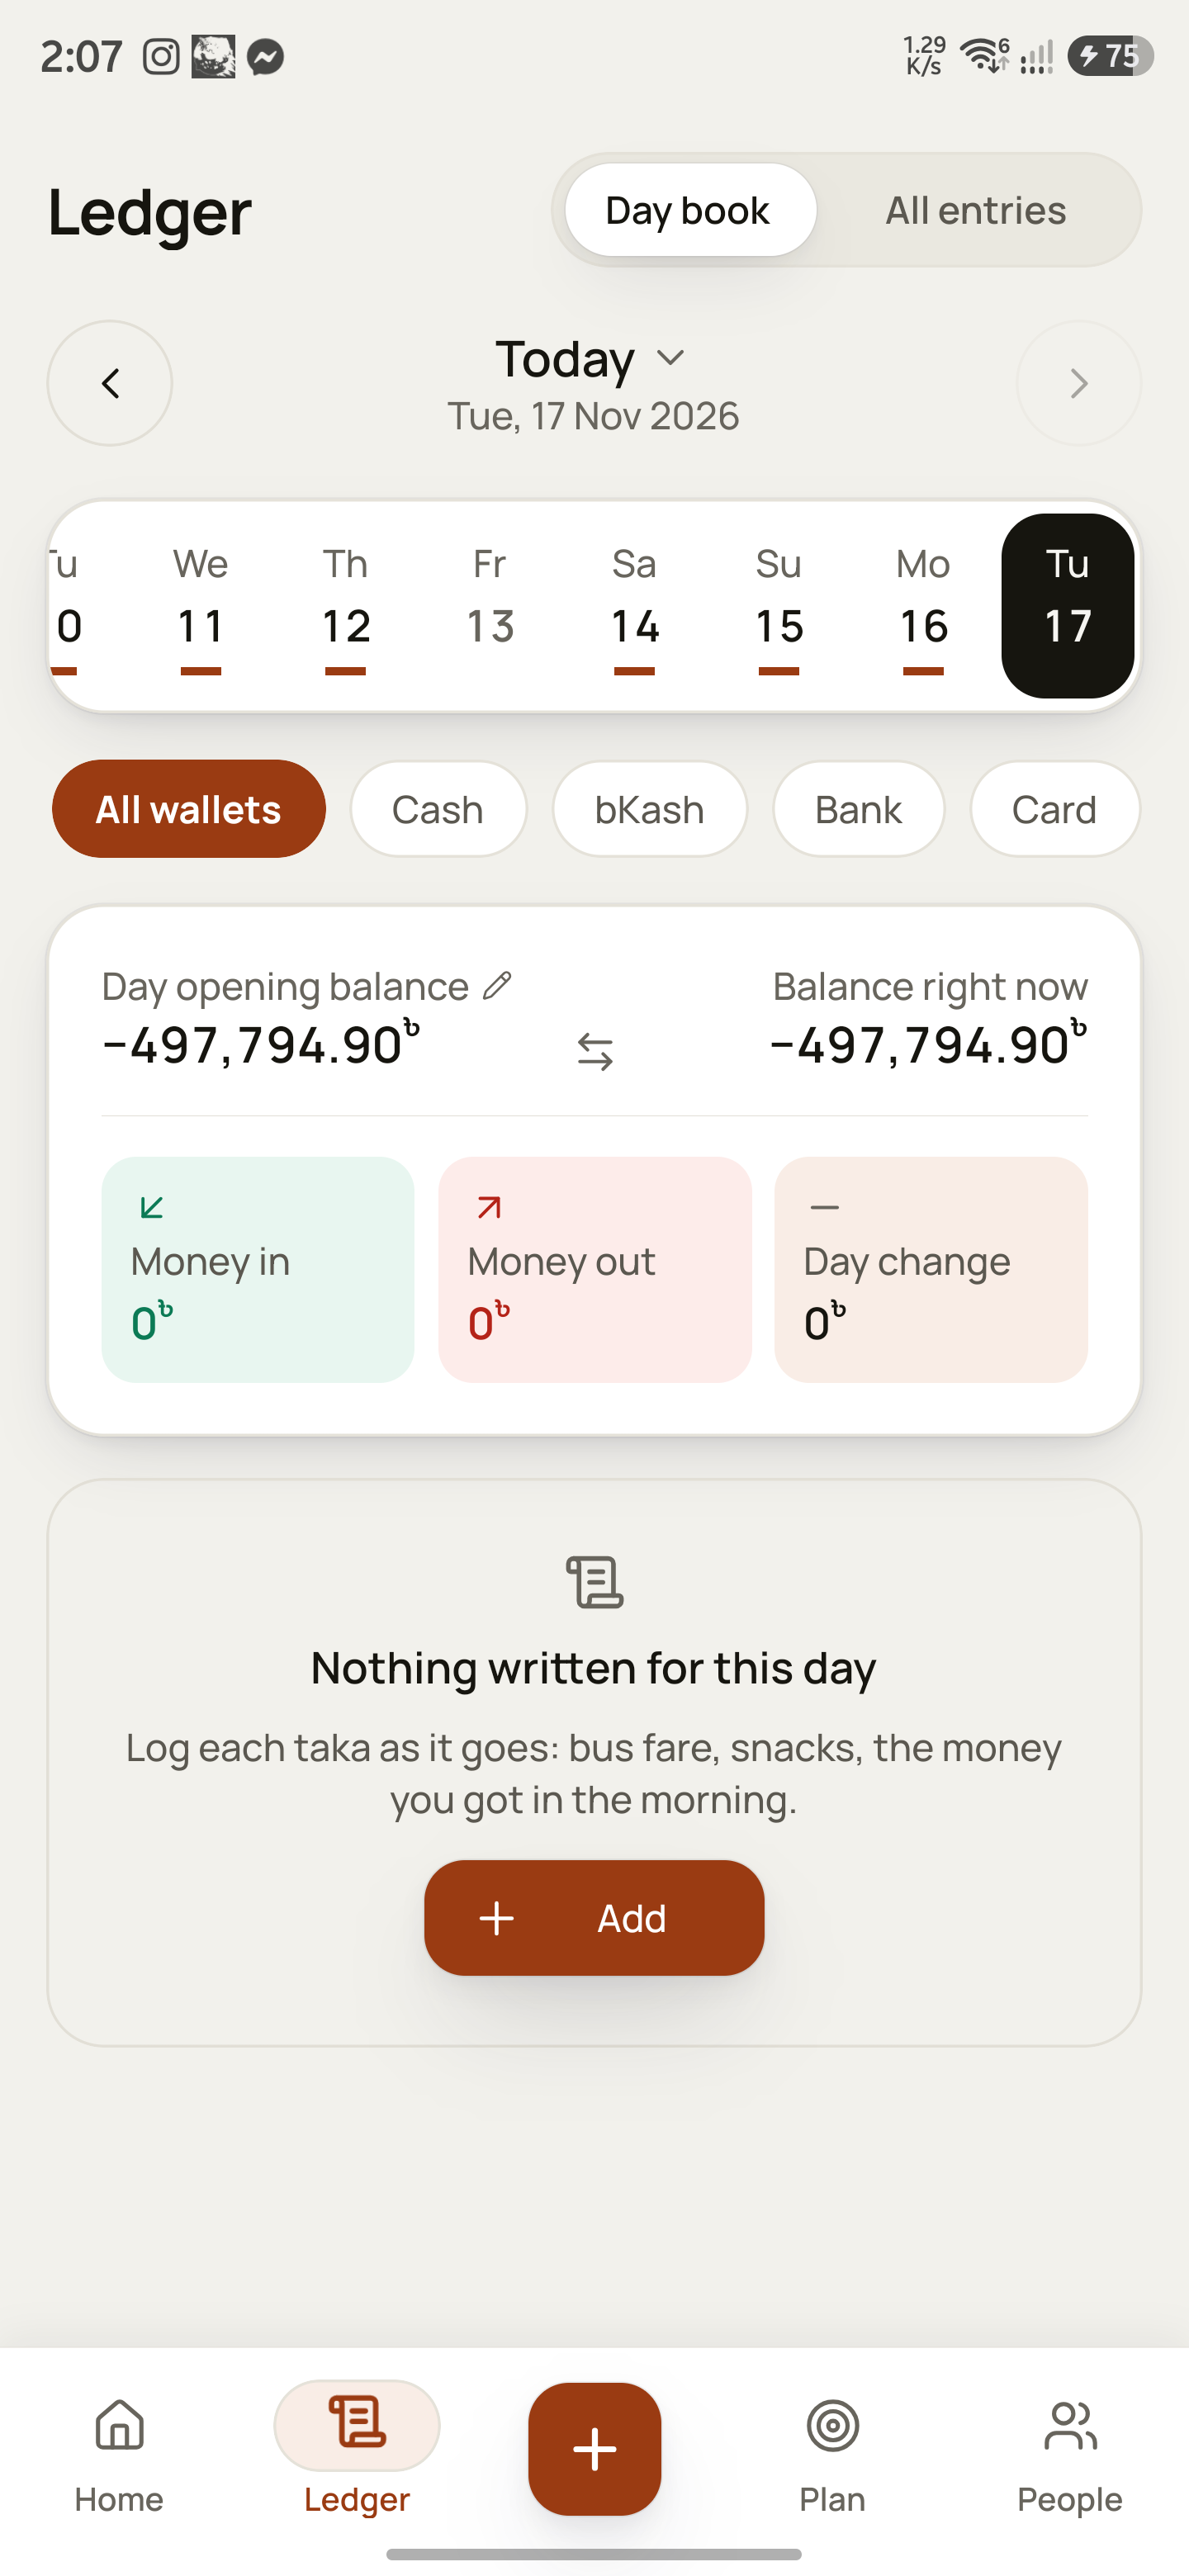 2:07
1.29 K/s
6
75
Ledger
Day book
All entries
Today
Tue, 17 Nov 2026
Tu We Th Fr Sa Su Mo Tu
0 11 12 13 14 15 16 17
All wallets
Cash
bKash
Bank
Card
Day opening balance
Balance right now
−497,794.90৳
−497,794.90৳
Money in
Money out
Day change
0৳
0৳
0৳
Nothing written for this day
Log each taka as it goes: bus fare, snacks, the money
you got in the morning.
Add
Home
Ledger
Plan
People